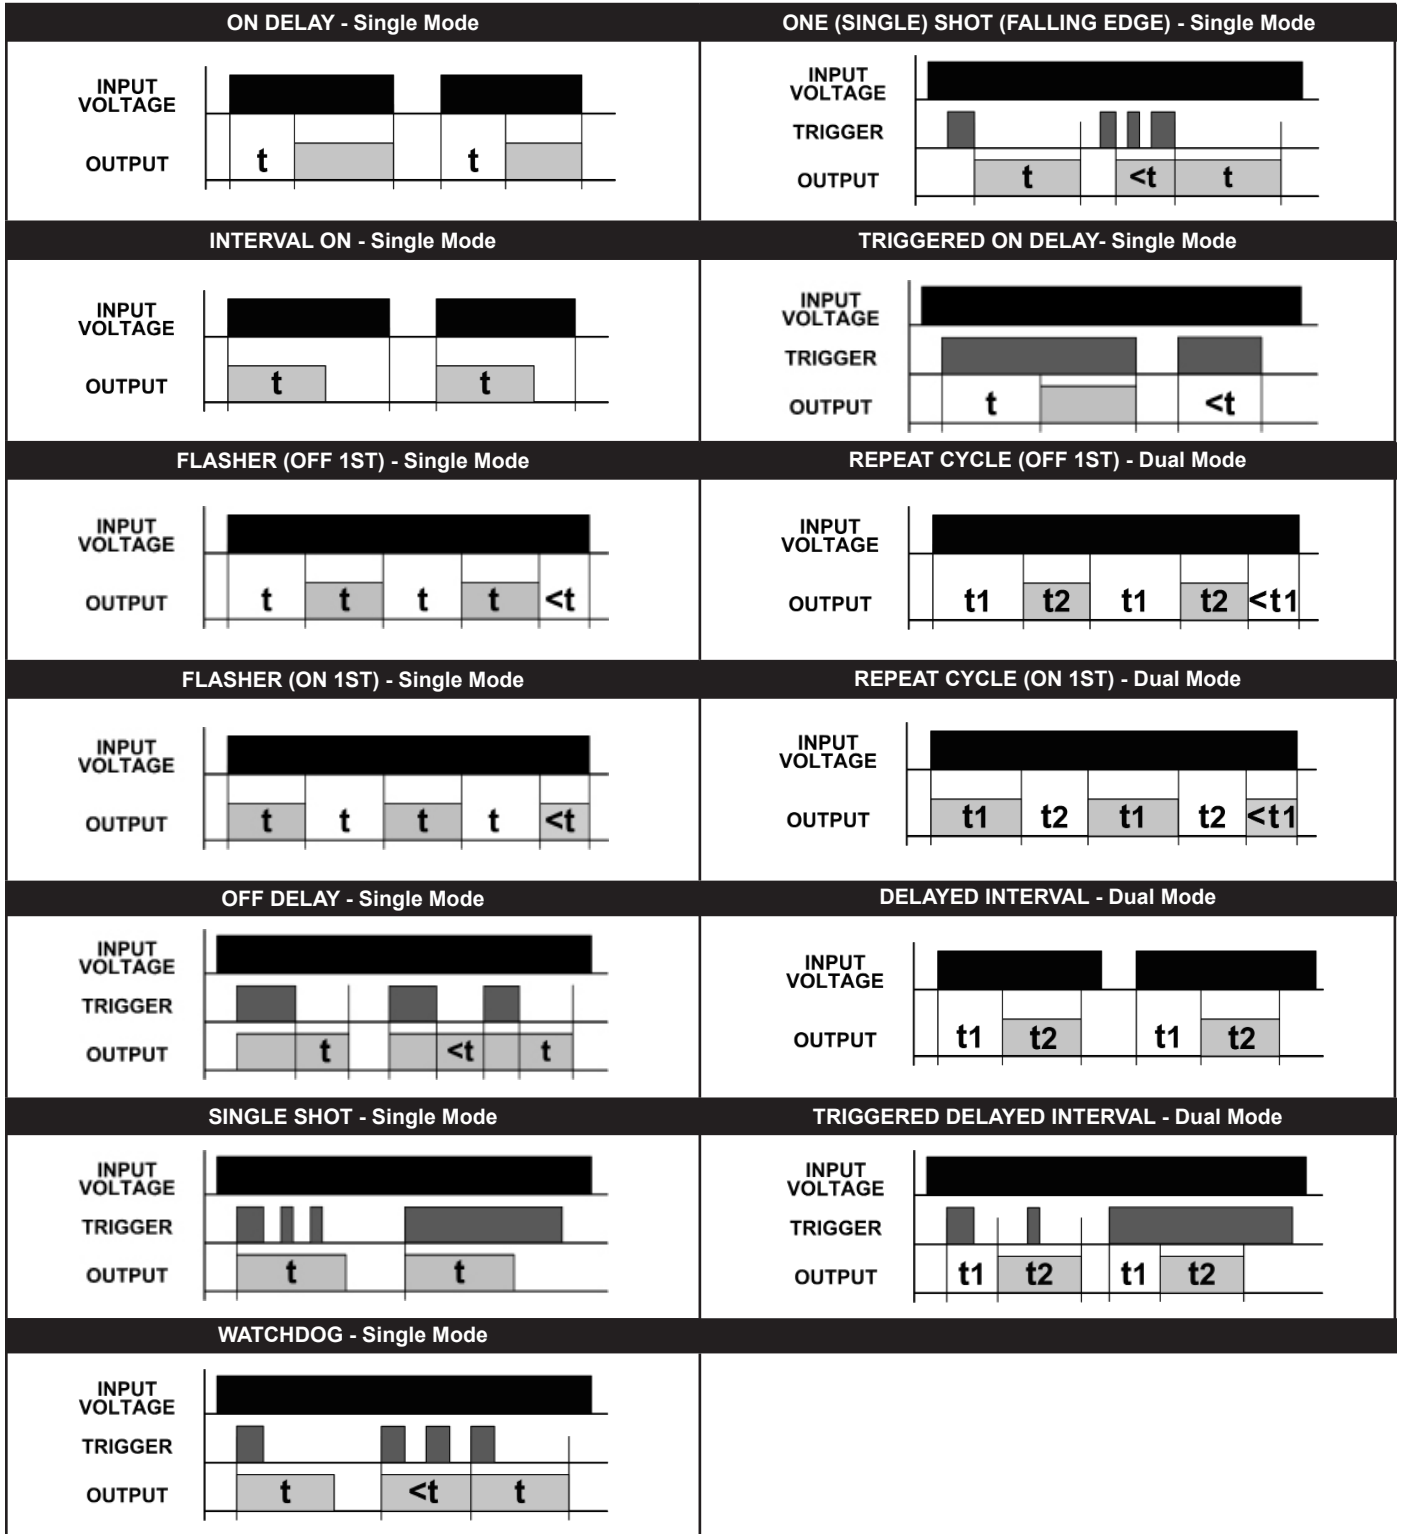 ON DELAY - Single Mode
INPUT
VOLTAGE
OUTPUT
t
t
ONE (SINGLE) SHOT (FALLING EDGE) - Single Mode
INPUT
VOLTAGE
TRIGGER
OUTPUT
t
<t
t
INTERVAL ON - Single Mode
INPUT
VOLTAGE
OUTPUT
t
t
TRIGGERED ON DELAY- Single Mode
INPUT
VOLTAGE
TRIGGER
OUTPUT
t
<t
FLASHER (OFF 1ST) - Single Mode
INPUT
VOLTAGE
OUTPUT
t
t
t
t
<t
REPEAT CYCLE (OFF 1ST) - Dual Mode
INPUT
VOLTAGE
OUTPUT
t1
t2
t1
t2
<t1
FLASHER (ON 1ST) - Single Mode
INPUT
VOLTAGE
OUTPUT
t
t
t
t
<t
REPEAT CYCLE (ON 1ST) - Dual Mode
INPUT
VOLTAGE
OUTPUT
t1
t2
t1
t2
<t1
OFF DELAY - Single Mode
INPUT
VOLTAGE
TRIGGER
OUTPUT
t
<t
t
DELAYED INTERVAL - Dual Mode
INPUT
VOLTAGE
OUTPUT
t1
t2
t1
t2
SINGLE SHOT - Single Mode
INPUT
VOLTAGE
TRIGGER
OUTPUT
t
t
TRIGGERED DELAYED INTERVAL - Dual Mode
INPUT
VOLTAGE
TRIGGER
OUTPUT
t1
t2
t1
t2
WATCHDOG - Single Mode
INPUT
VOLTAGE
TRIGGER
OUTPUT
t
<t
t